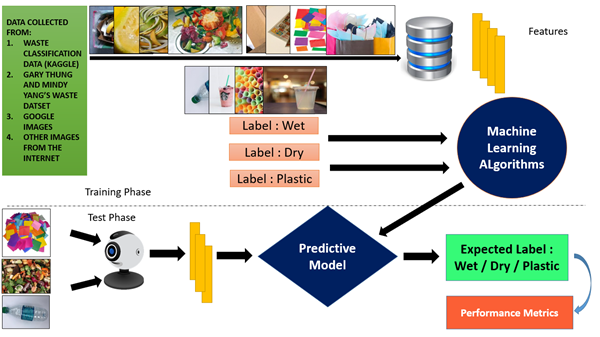 DATA COLLECTED
FROM:
1. WASTE
CLASSIFICATION
DATA (KAGGLE)
2. GARY THUNG
AND MINDY
YANG'S WASTE
DATSET
3. GOOGLE
IMAGES
4. OTHER IMAGES
FROM THE
INTERNET
Features
Label : Wet
Label : Dry
Label : Plastic
Machine
Learning
ALgorithms
Training Phase
Test Phase
Predictive
Model
Expected Label :
Wet / Dry / Plastic
Performance Metrics